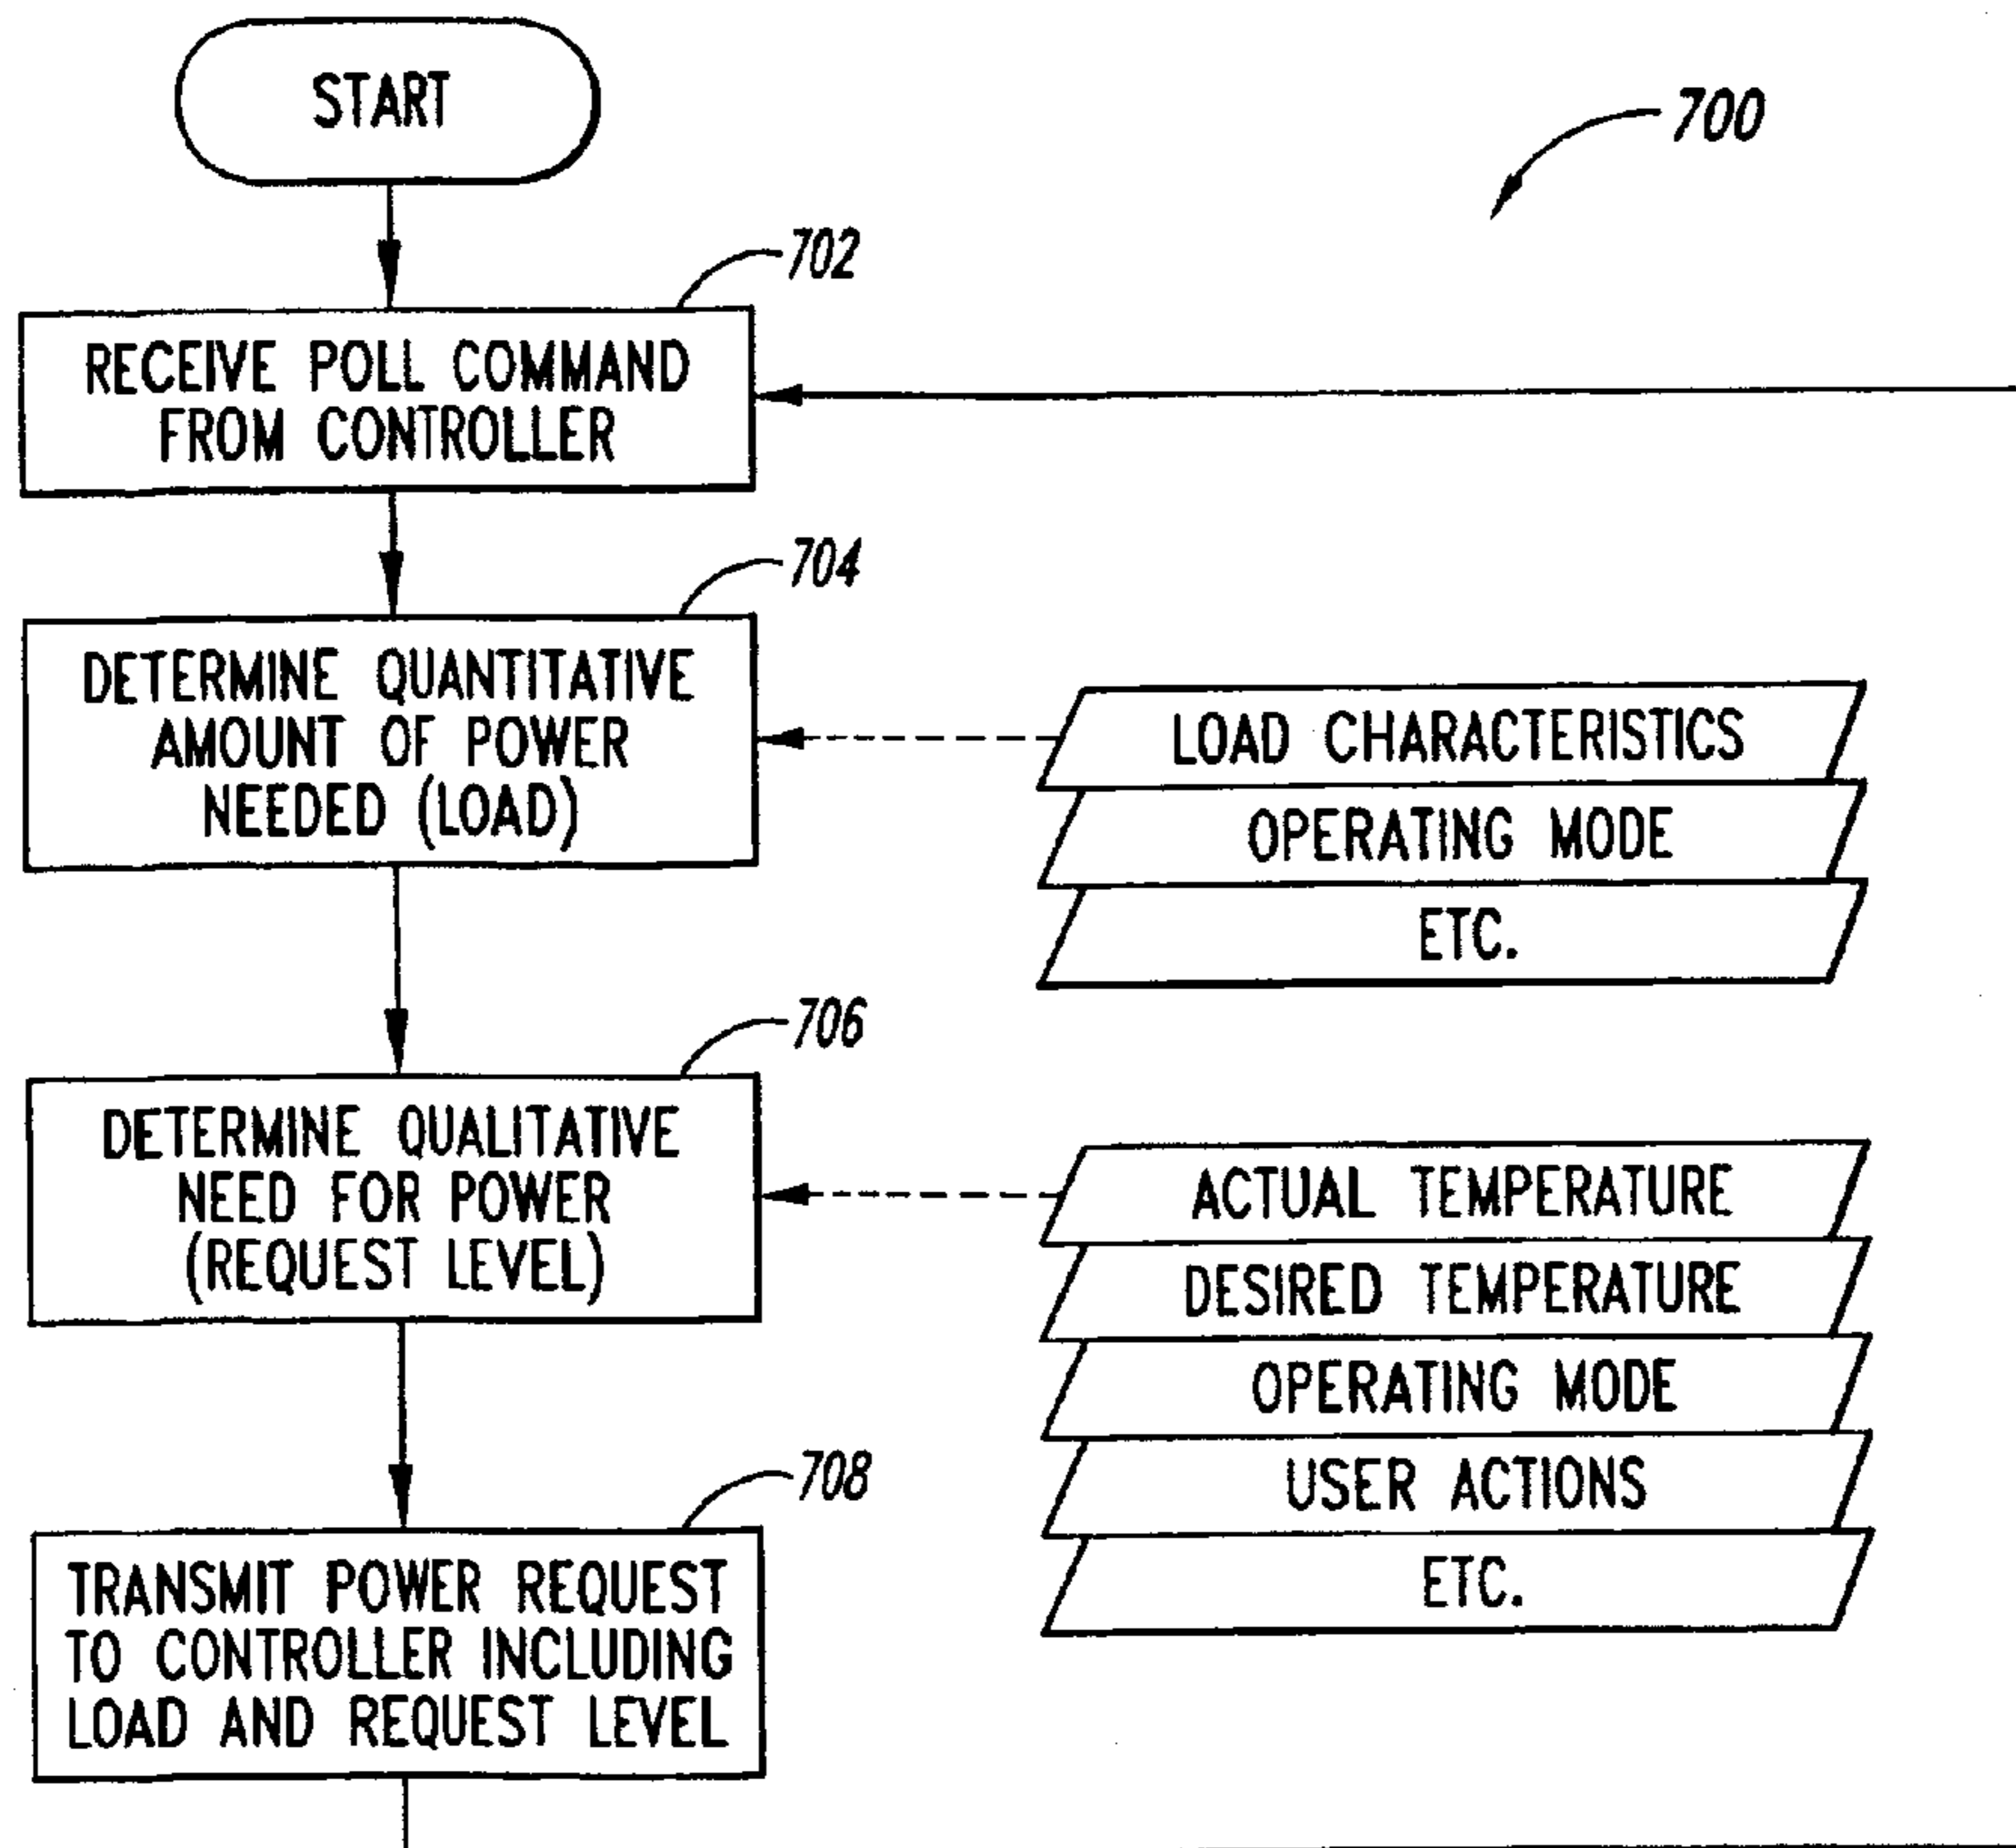 START
700
702
RECEIVE POLL COMMAND
FROM CONTROLLER
704
DETERMINE QUANTITATIVE
AMOUNT OF POWER
NEEDED (LOAD)
LOAD CHARACTERISTICS
OPERATING MODE
ETC.
706
DETERMINE QUALITATIVE
NEED FOR POWER
(REQUEST LEVEL)
ACTUAL TEMPERATURE
DESIRED TEMPERATURE
OPERATING MODE
USER ACTIONS
ETC.
708
TRANSMIT POWER REQUEST
TO CONTROLLER INCLUDING
LOAD AND REQUEST LEVEL